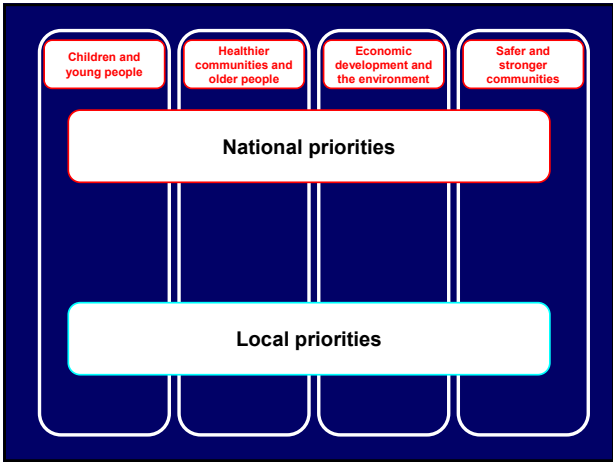 Children and
young people
Healthier
communities and
older people
Economic
development and
the environment
Safer and
stronger
communities
National priorities
Local priorities